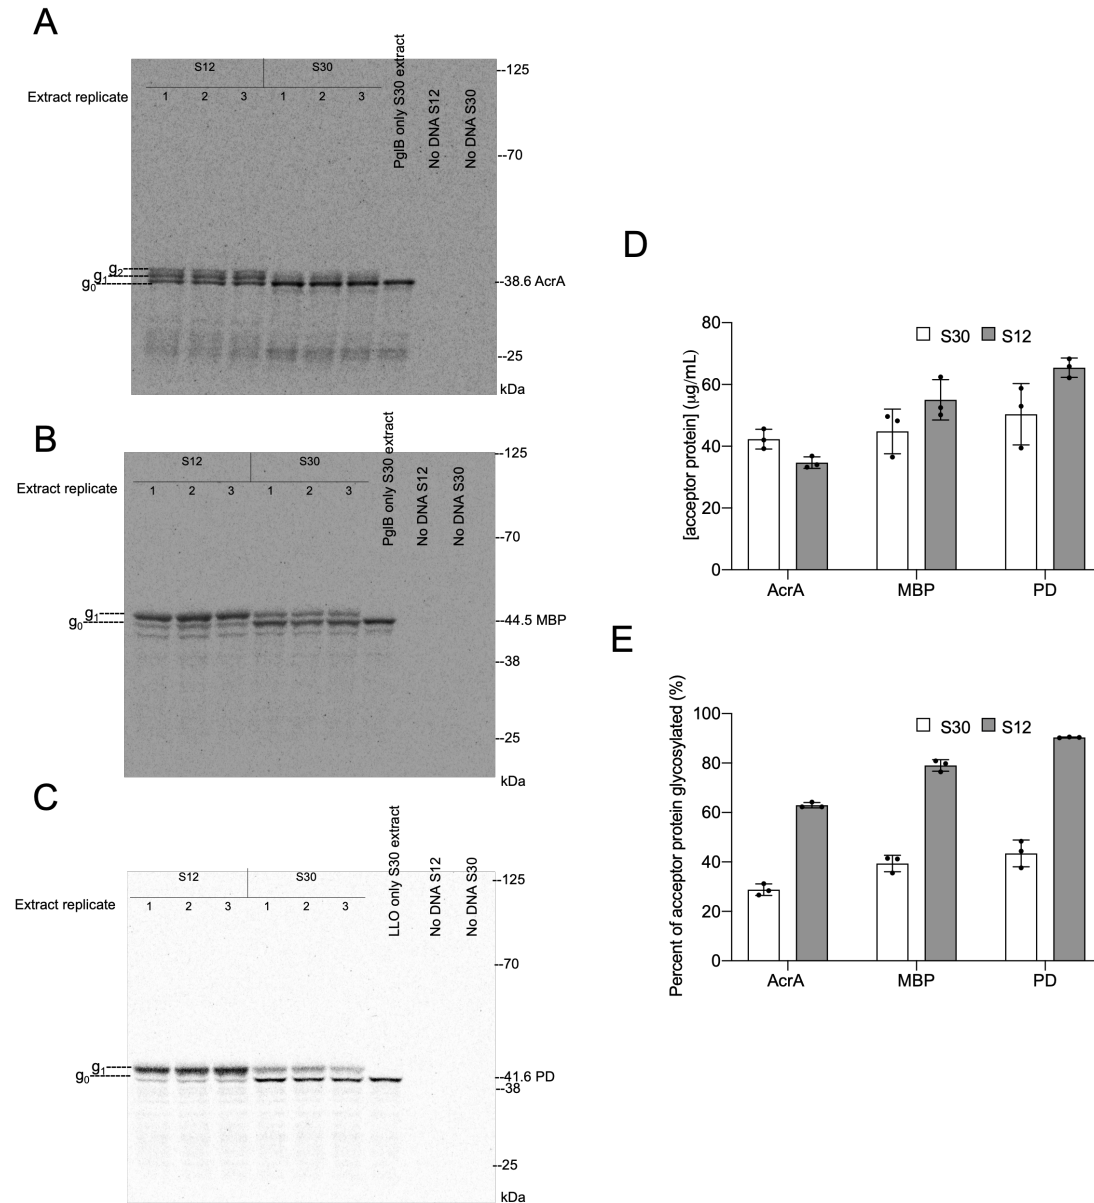 A
S12 S30
Extract replicate 1 2 3 1 2 3
PglB only S30 extract
No DNA S12
No DNA S30
--125
--70
g2
g1
g0
--38.6 AcrA
--25
kDa
B
S12 S30
Extract replicate 1 2 3 1 2 3
PglB only S30 extract
No DNA S12
No DNA S30
--125
--70
g1
g0
--44.5 MBP
--38
--25
kDa
C
S12 S30
Extract replicate 1 2 3 1 2 3
LLO only S30 extract
No DNA S12
No DNA S30
--125
--70
g1
g0
--41.6 PD
--38
--25
kDa
D
[acceptor protein] (μg/mL)
80
60
40
20
0
S30 S12
AcrA MBP PD
E
Percent of acceptor protein glycosylated (%)
100
80
60
40
20
0
S30 S12
AcrA MBP PD